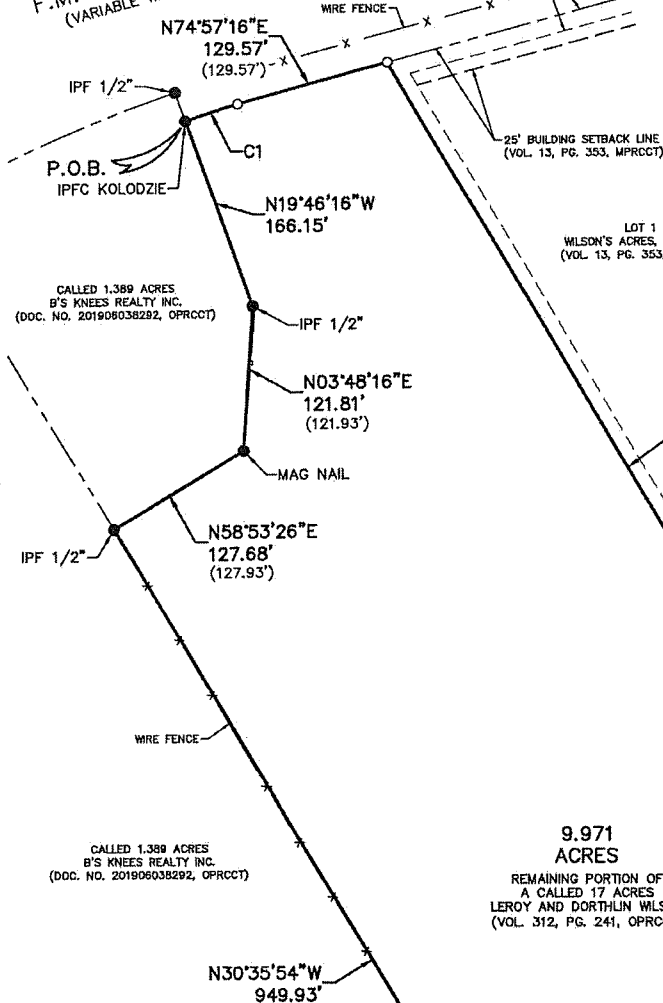 F.M.
(VARIABLE
WIRE FENCE
N74°57'16"E
129.57'
(129.57')
IPF 1/2"
C1
P.O.B.
IPFC KOLODZIE
25' BUILDING SETBACK LINE
(VOL. 13, PG. 353, MPRCCT)
N19°46'16"W
166.15'
LOT 1
WILSON'S ACRES,
(VOL. 13, PG. 353,
CALLED 1.389 ACRES
B'S KNEES REALTY INC.
(DOC. NO. 201906038292, OPRCCT)
IPF 1/2"
N03°48'16"E
121.81'
(121.93')
MAG NAIL
N58°53'26"E
127.68'
(127.93')
IPF 1/2"
WIRE FENCE
CALLED 1.389 ACRES
B'S KNEES REALTY INC.
(DOC. NO. 201906038292, OPRCCT)
9.971
ACRES
REMAINING PORTION OF
A CALLED 17 ACRES
LEROY AND DORTHLIN WILS
(VOL. 312, PG. 241, OPRC
N30°35'54"W
949.93'